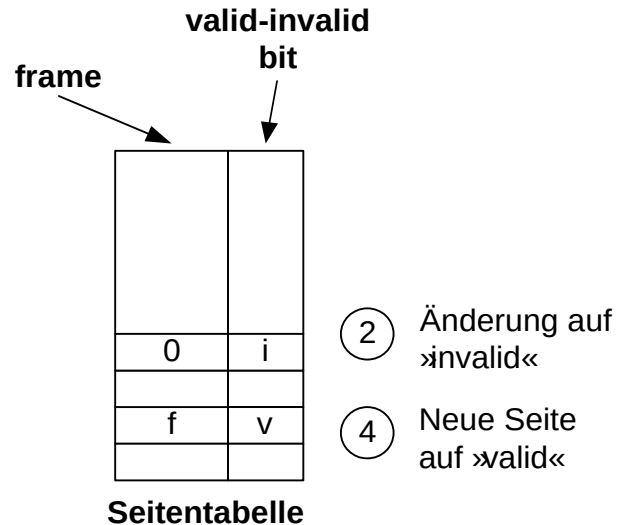 valid-invalid
bit
frame
0 i
2 Änderung auf
»invalid«
f v
4 Neue Seite
auf »valid«
Seitentabelle